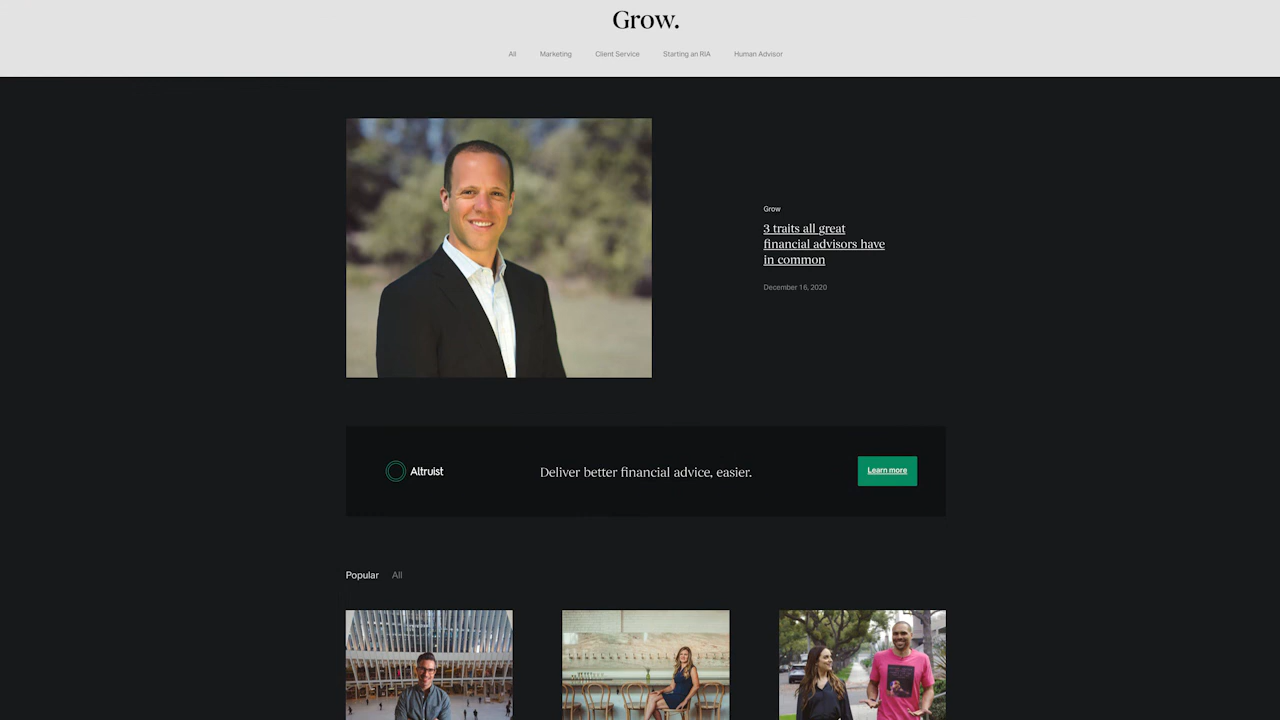 Grow.
All Marketing Client Service Starting an RIA Human Advisor
Grow
3 traits all great
financial advisors have
in common
December 16, 2020
Altruist Deliver better financial advice, easier. Learn more
Popular All